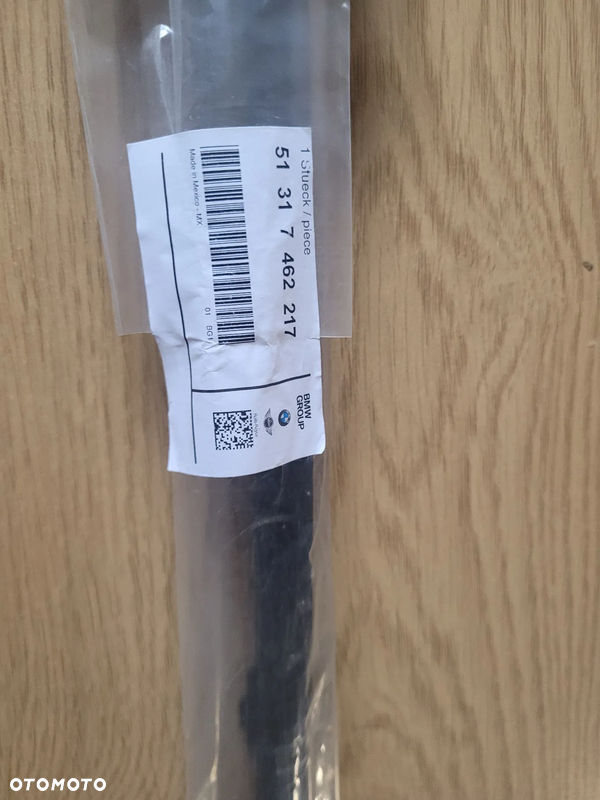 1 Stueck / piece
51 31 7 462 217
Made in Mexico - MX
01
BMW
GROUP
OTOMOTO